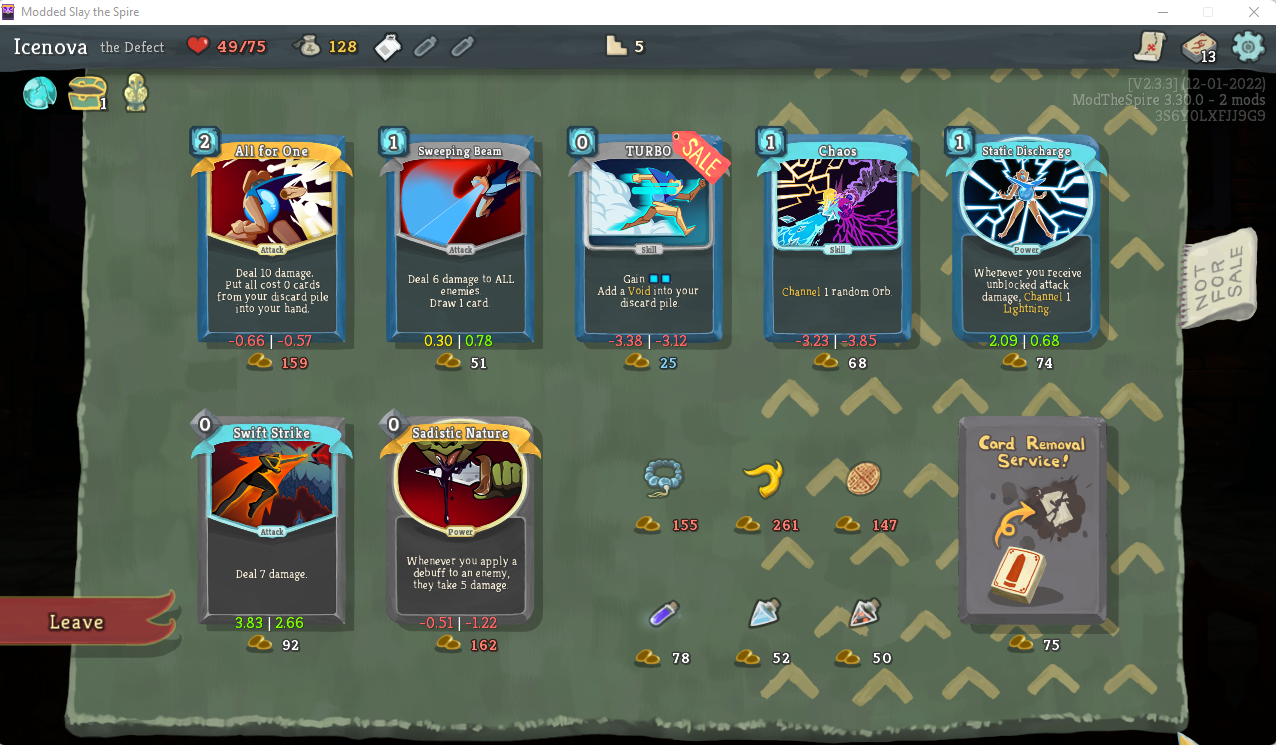 Modded Slay the Spire
Icenova the Defect 49/75 128 5 13
1
[V2.3.3] (12-01-2022)
ModTheSpire 3.30.0 - 2 mods
3S6Y0LXFJJ9G9
2 All for One
Attack
Deal 10 damage.
Put all cost 0 cards
from your discard pile
into your hand.
-0.66 | -0.57
159
1 Sweeping Beam
Attack
Deal 6 damage to ALL
enemies.
Draw 1 card.
0.30 | 0.78
51
0 TURBO
SALE
Skill
Gain
Add a Void into your
discard pile.
-3.38 | -3.12
25
1 Chaos
Skill
Channel 1 random Orb.
-3.23 | -3.85
68
1 Static Discharge
Power
Whenever you receive
unblocked attack
damage, Channel 1
Lightning.
2.09 | 0.68
74
NOT
FOR
SALE
0 Swift Strike
Attack
Deal 7 damage.
3.83 | 2.66
92
0 Sadistic Nature
Power
Whenever you apply a
debuff to an enemy,
they take 5 damage.
-0.51 | -1.22
162
155 261 147
78 52 50
Card Removal
Service!
75
Leave